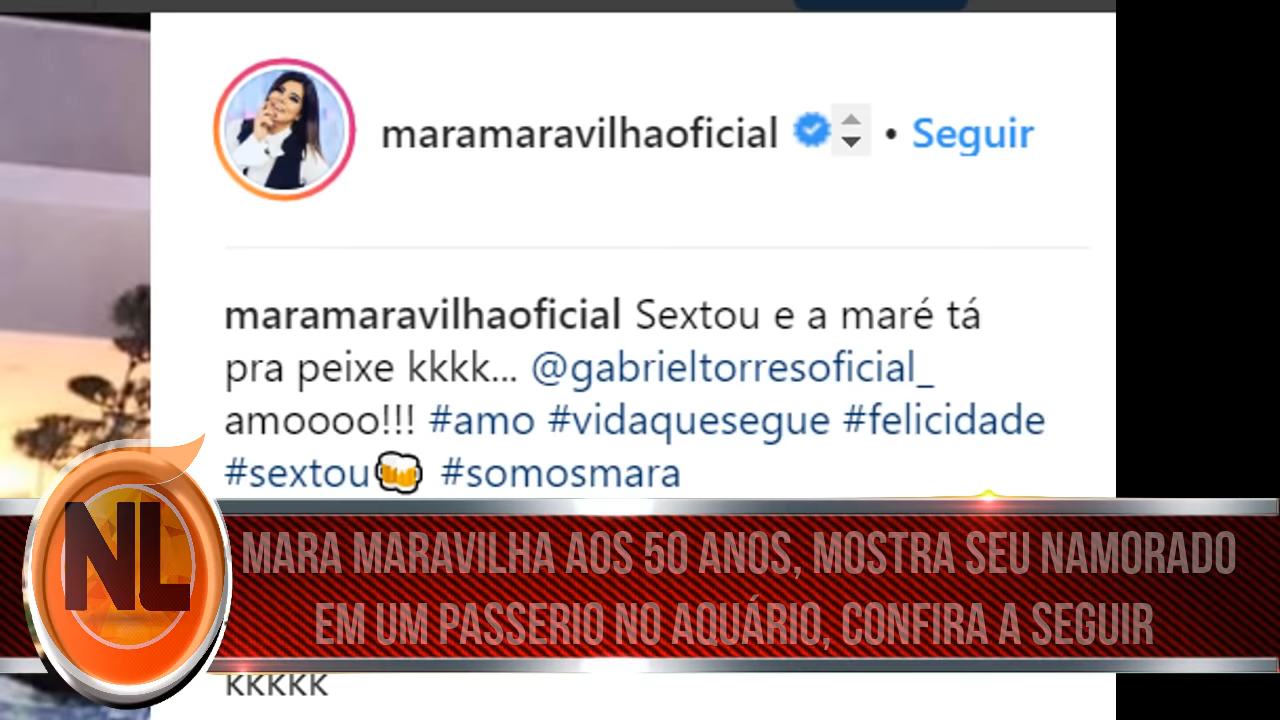 maramaravilhaoficial • Seguir
maramaravilhaoficial Sextou e a maré tá
pra peixe kkkk... @gabrieltorresoficial_
amoooo!!! #amo #vidaquesegue #felicidade
#sextou🍻 #somosmara
NL
MARA MARAVILHA AOS 50 ANOS, MOSTRA SEU NAMORADO
EM UM PASSERIO NO AQUÁRIO, CONFIRA A SEGUIR
kkkkk